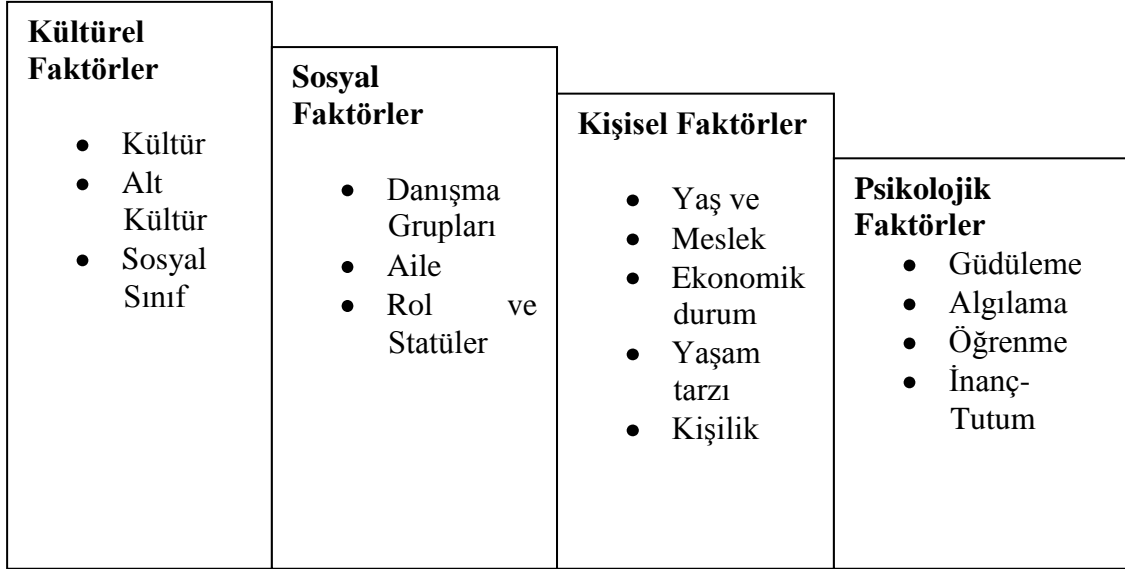 Kültürel
Faktörler
• Kültür
• Alt
Kültür
• Sosyal
Sınıf
Sosyal
Faktörler
• Danışma
Grupları
• Aile
• Rol ve
Statüler
Kişisel Faktörler
• Yaş ve
• Meslek
• Ekonomik
durum
• Yaşam
tarzı
• Kişilik
Psikolojik
Faktörler
• Güdüleme
• Algılama
• Öğrenme
• İnanç-
Tutum